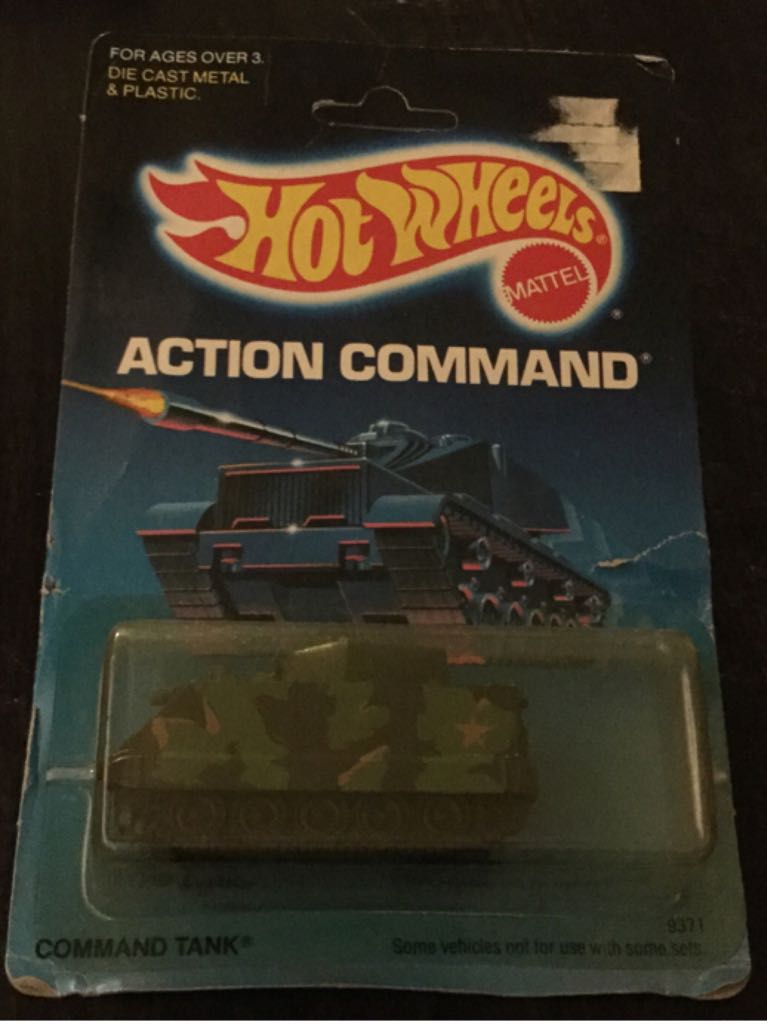 FOR AGES OVER 3.
DIE CAST METAL
& PLASTIC.
HOT WHEELS®
MATTEL
®
ACTION COMMAND®
9371
COMMAND TANK®
Some vehicles not for use with some sets.